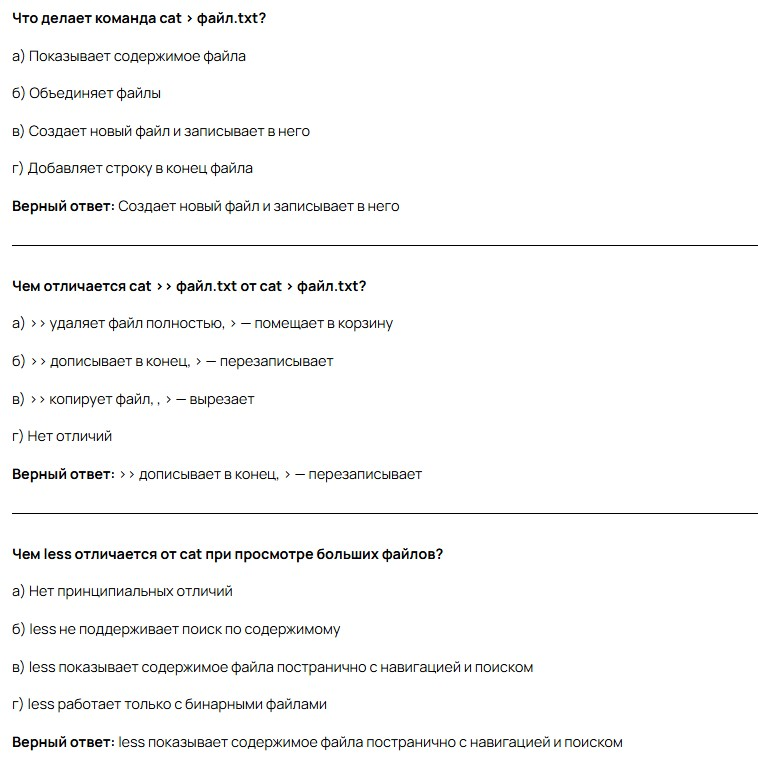 Что делает команда cat > файл.txt?
а) Показывает содержимое файла
б) Объединяет файлы
в) Создает новый файл и записывает в него
г) Добавляет строку в конец файла
Верный ответ: Создает новый файл и записывает в него
Чем отличается cat >> файл.txt от cat > файл.txt?
а) >> удаляет файл полностью, > — помещает в корзину
б) >> дописывает в конец, > — перезаписывает
в) >> копирует файл, , > — вырезает
г) Нет отличий
Верный ответ: >> дописывает в конец, > — перезаписывает
Чем less отличается от cat при просмотре больших файлов?
а) Нет принципиальных отличий
б) less не поддерживает поиск по содержимому
в) less показывает содержимое файла постранично с навигацией и поиском
г) less работает только с бинарными файлами
Верный ответ: less показывает содержимое файла постранично с навигацией и поиском